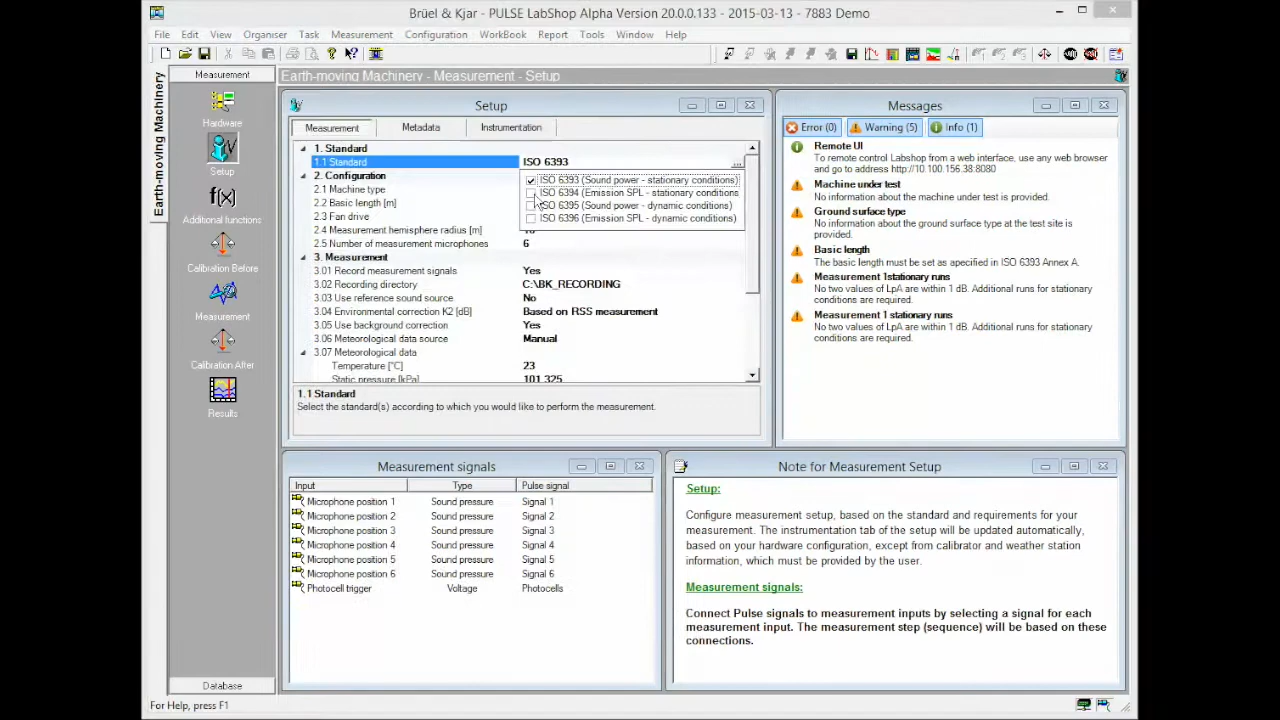 Brüel & Kjar - PULSE LabShop Alpha Version 20.0.0.133 - 2015-03-13 - 7883 Demo
File Edit View Organiser Task Measurement Configuration WorkBook Report Tools Window Help
Earth-moving Machinery
Measurement
Hardware
Setup
Additional functions
Calibration Before
Measurement
Calibration After
Results
Database
Earth-moving Machinery - Measurement - Setup
Setup
Measurement Metadata Instrumentation
1. Standard
1.1 Standard ISO 6393
2. Configuration
2.1 Machine type
2.2 Basic length [m]
2.3 Fan drive
2.4 Measurement hemisphere radius [m]
2.5 Number of measurement microphones 6
ISO 6393 (Sound power - stationary conditions)
ISO 6394 (Emission SPL - stationary conditions
ISO 6395 (Sound power - dynamic conditions)
ISO 6396 (Emission SPL - dynamic conditions)
3. Measurement
3.01 Record measurement signals Yes
3.02 Recording directory C:\BK_RECORDING
3.03 Use reference sound source No
3.04 Environmental correction K2 [dB] Based on RSS measurement
3.05 Use background correction Yes
3.06 Meteorological data source Manual
3.07 Meteorological data
Temperature [°C] 23
Static pressure [kPa] 101.325
1.1 Standard
Select the standard(s) according to which you would like to perform the measurement.
Messages
Error (0) Warning (5) Info (1)
Remote UI
To remote control Labshop from a web interface, use any web browser
and go to address http://10.100.156.38:8080
Machine under test
No information about the machine under test is provided.
Ground surface type
No information about the ground surface type at the test site is
provided.
Basic length
The basic length must be set as apecified in ISO 6393 Annex A.
Measurement 1stationary runs
No two values of LpA are within 1 dB. Additional runs for stationary
conditions are required.
Measurement 1 stationary runs
No two values of LpA are within 1 dB. Additional runs for stationary
conditions are required.
Measurement signals
Input Type Pulse signal
Microphone position 1 Sound pressure Signal 1
Microphone position 2 Sound pressure Signal 2
Microphone position 3 Sound pressure Signal 3
Microphone position 4 Sound pressure Signal 4
Microphone position 5 Sound pressure Signal 5
Microphone position 6 Sound pressure Signal 6
Photocell trigger Voltage Photocells
Note for Measurement Setup
Setup:
Configure measurement setup, based on the standard and requirements for your
measurement. The instrumentation tab of the setup will be updated automatically,
based on your hardware configuration, except from calibrator and weather station
information, which must be provided by the user.
Measurement signals:
Connect Pulse signals to measurement inputs by selecting a signal for each
measurement input. The measurement step (sequence) will be based on these
connections.
For Help, press F1